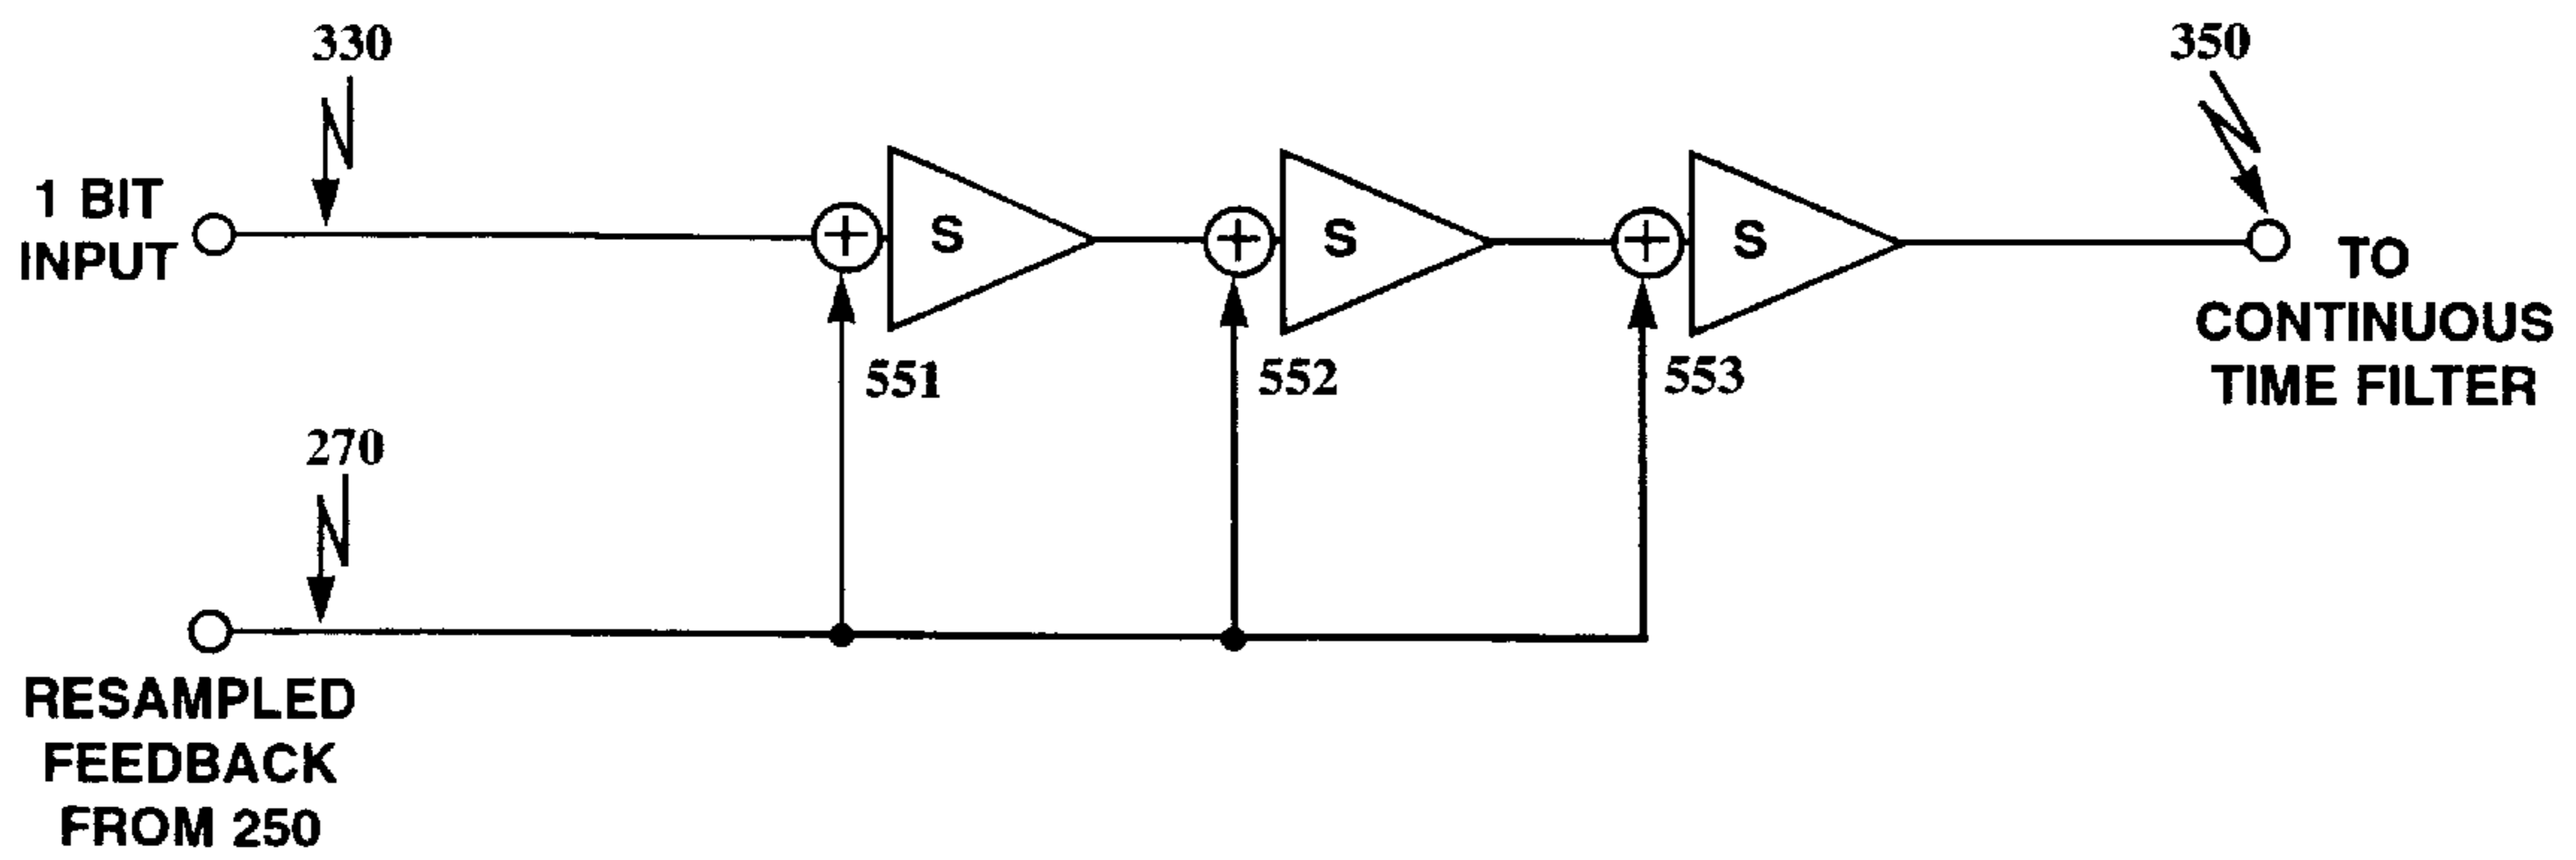 330
350
1 BIT
INPUT
+
S
+
S
+
S
TO
CONTINUOUS
TIME FILTER
551
552
553
270
RESAMPLED
FEEDBACK
FROM 250